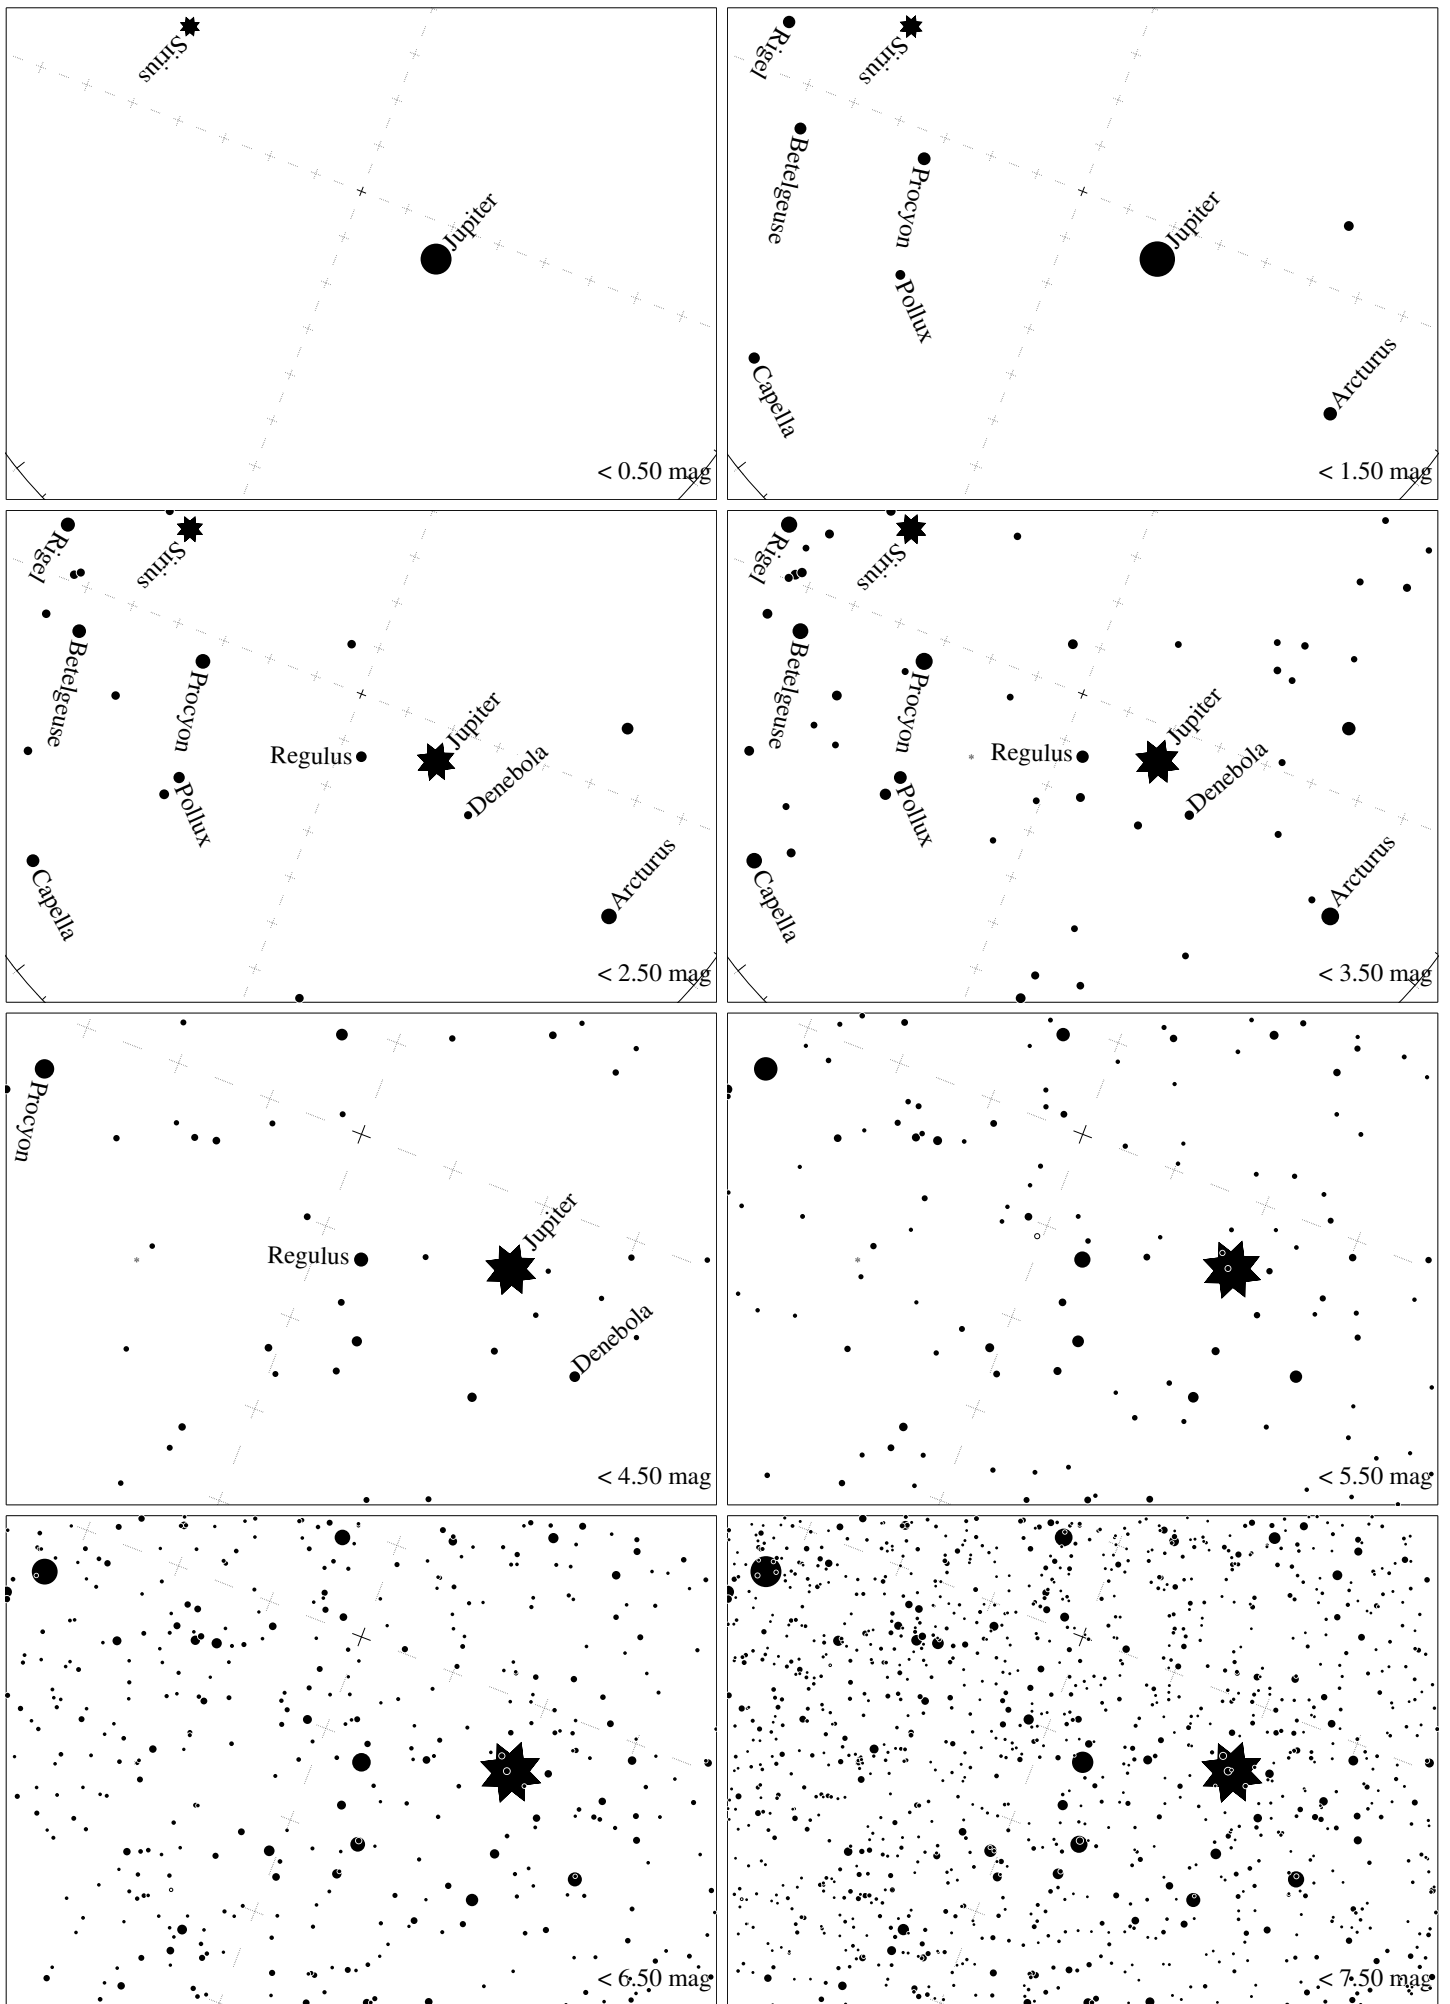 Sirius
Jupiter
< 0.50 mag
Rigel
Sirius
Betelgeuse
Procyon
Jupiter
Pollux
Capella
Arcturus
< 1.50 mag
Rigel
Sirius
Betelgeuse
Procyon
Jupiter
Regulus
Denebola
Pollux
Capella
Arcturus
< 2.50 mag
Rigel
Sirius
Betelgeuse
Procyon
Jupiter
Regulus
Denebola
Pollux
Capella
Arcturus
< 3.50 mag
Procyon
Jupiter
Regulus
Denebola
< 4.50 mag
< 5.50 mag
< 6.50 mag
< 7.50 mag